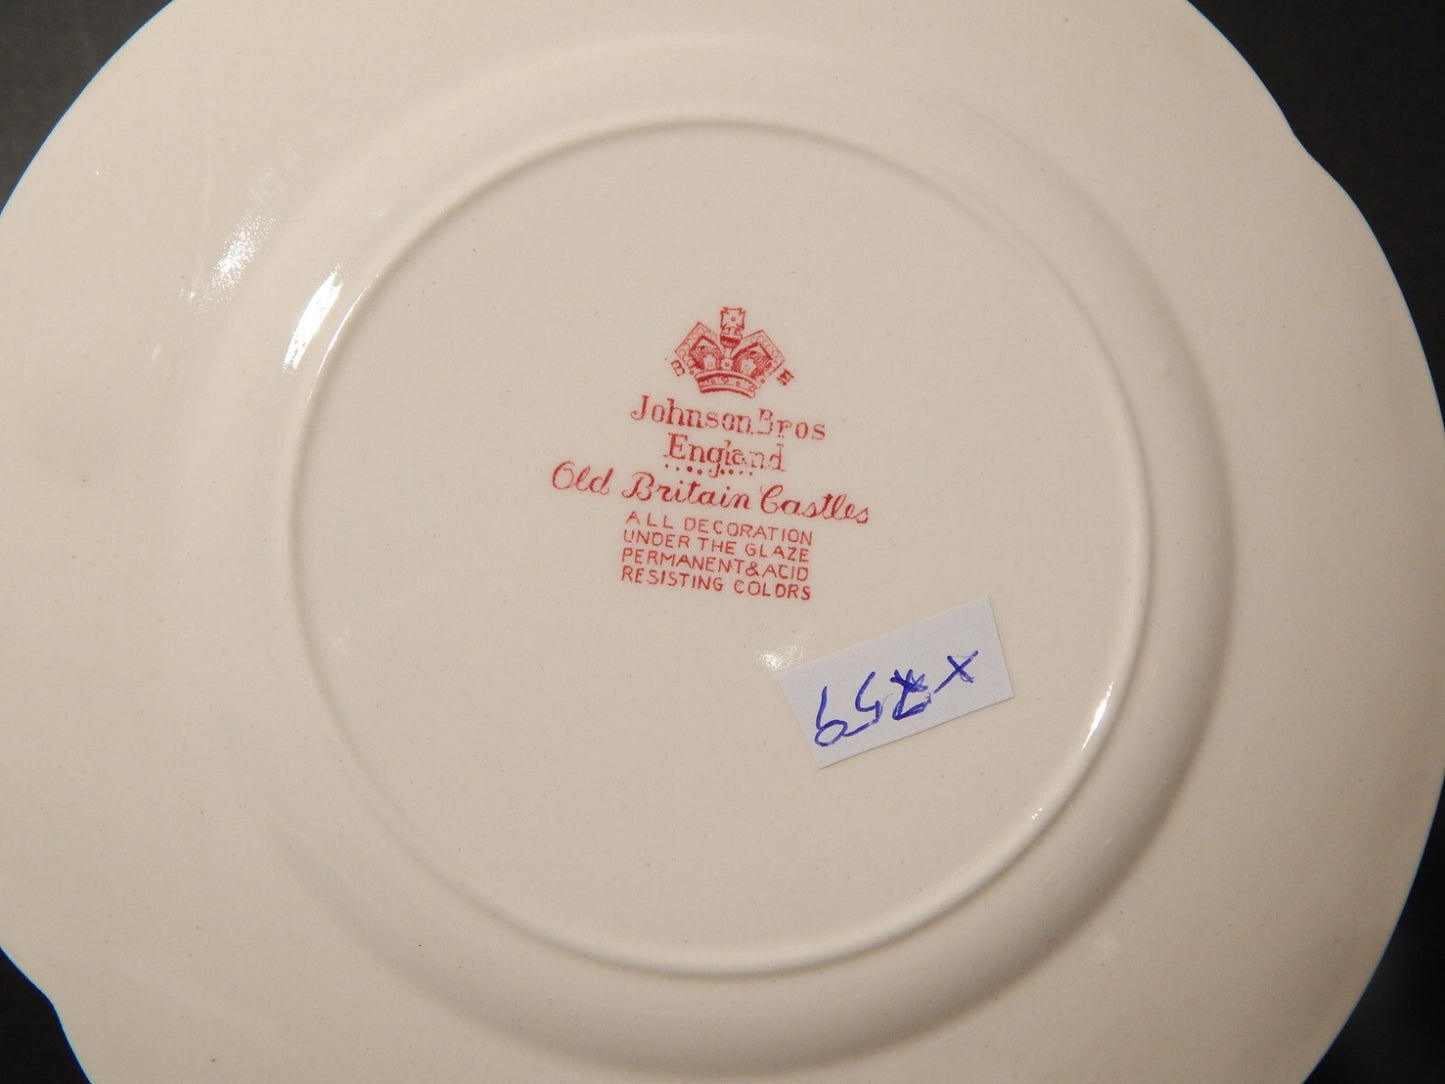 B B
Johnson Bros
England
Old Britain Castles
ALL DECORATION
UNDER THE GLAZE
PERMANENT & ACID
RESISTING COLORS